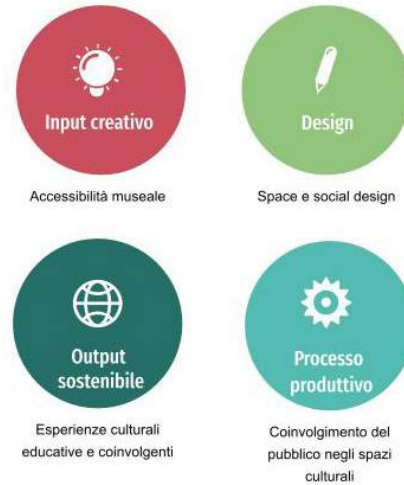 Input creativo
Accessibilità museale
Design
Space e social design
Output
sostenibile
Esperienze culturali
educative e coinvolgenti
Processo
produttivo
Coinvolgimento del
pubblico negli spazi
culturali